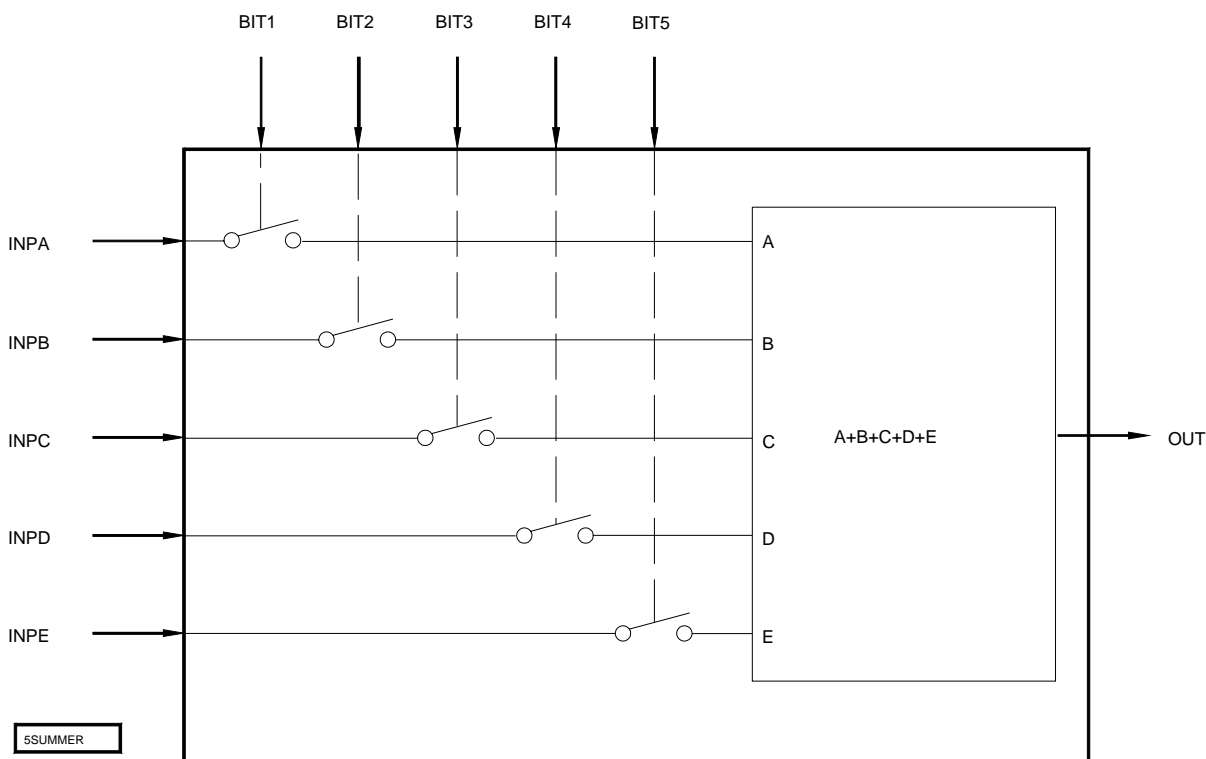 BIT1 BIT2 BIT3 BIT4 BIT5
INPA A
INPB B
INPC C A+B+C+D+E OUT
INPD D
INPE E
5SUMMER